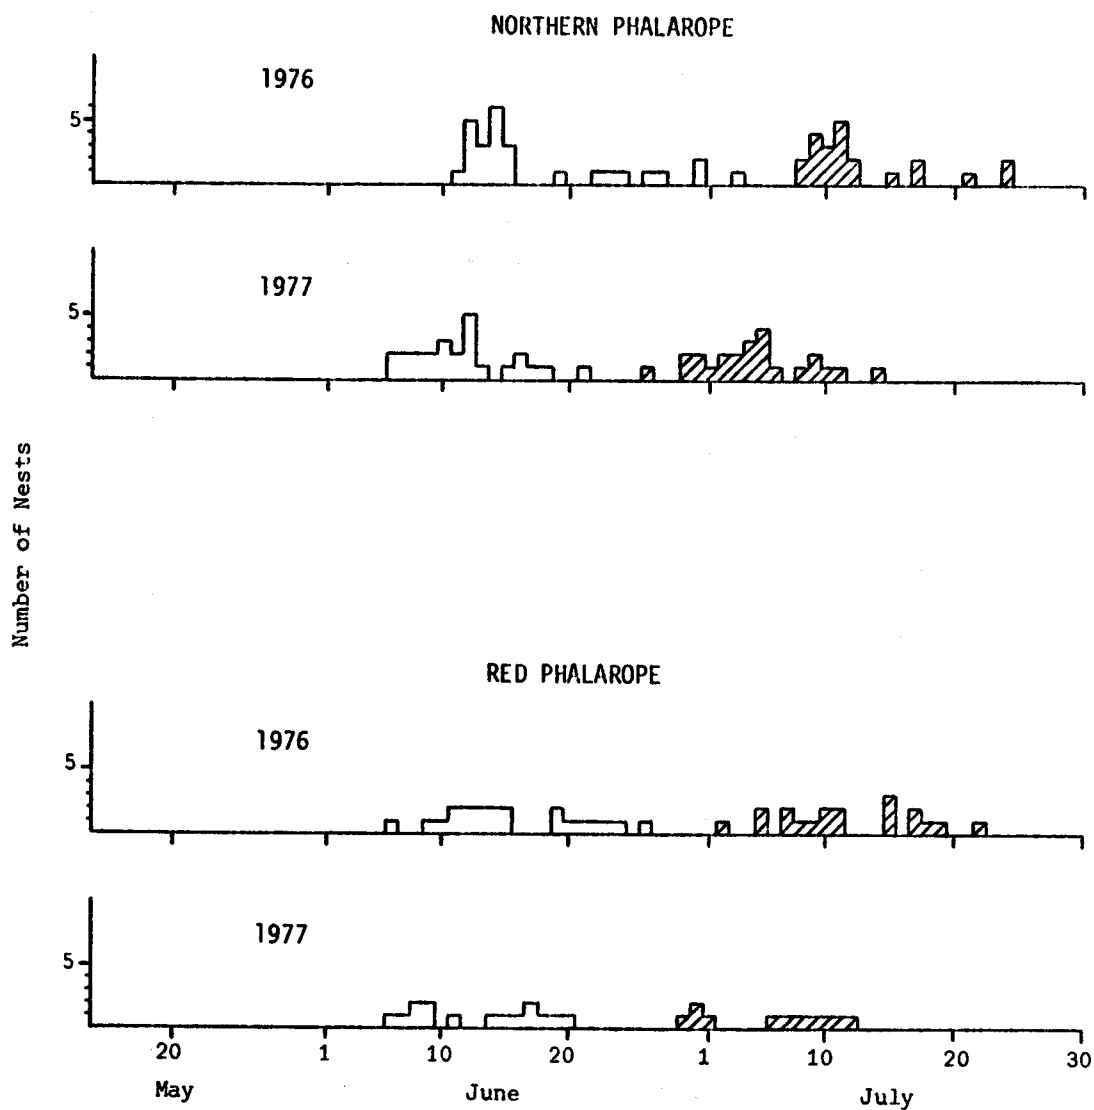 NORTHERN PHALAROPE
1976
5
1977
5
Number of Nests
RED PHALAROPE
1976
5
1977
5
20 1 10 20 1 10 20 30
May June July